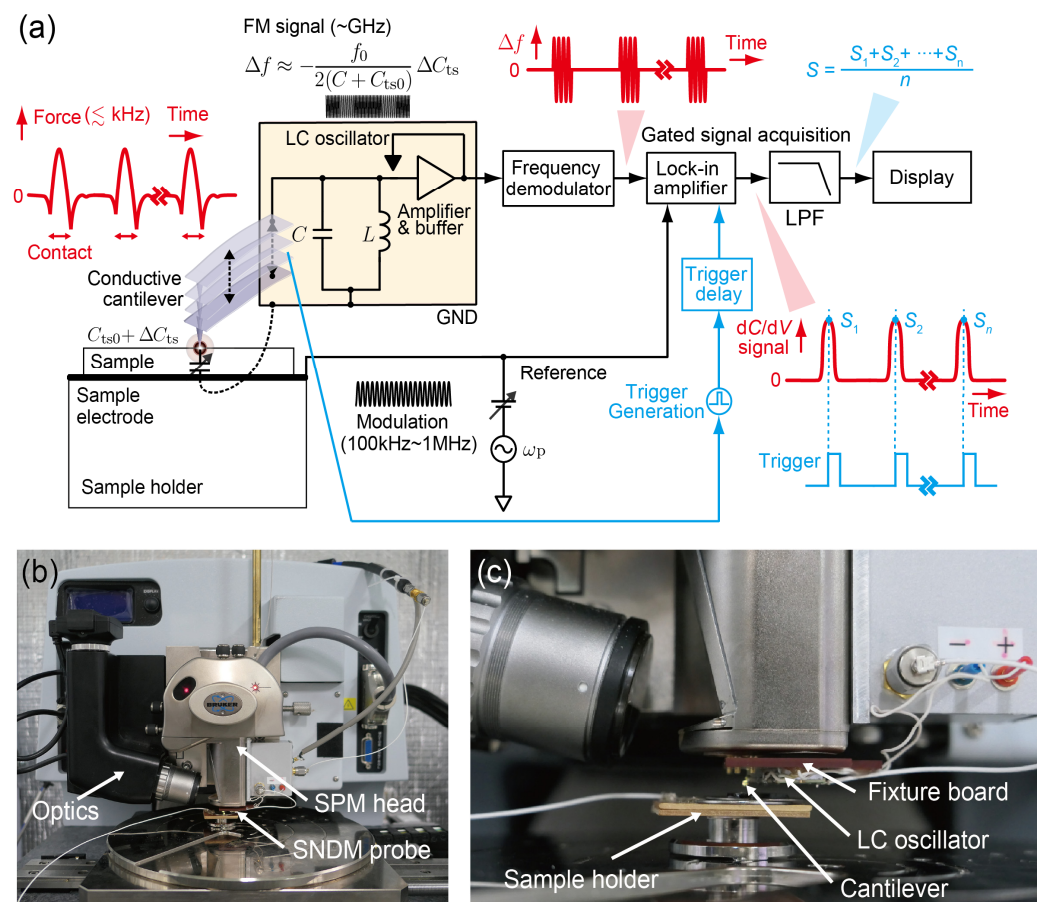 (a)
FM signal (~GHz)
Δf ≈ − f₀ / 2(C + Cts0) ΔCts
Δf
0
Time
S = S1+S2+ ··· +Sn / n
Force (≲ kHz)
Time
0
Contact
LC oscillator
C
L
Amplifier
& buffer
GND
Frequency
demodulator
Gated signal acquisition
Lock-in
amplifier
LPF
Display
Conductive
cantilever
Cts0 + ΔCts
Sample
Sample
electrode
Sample holder
Modulation
(100kHz~1MHz)
Reference
ωp
Trigger
delay
Trigger
Generation
dC/dV
signal
S1
S2
Sn
0
Time
Trigger
(b)
BRUKER
Optics
SPM head
SNDM probe
(c)
− +
Fixture board
LC oscillator
Sample holder
Cantilever